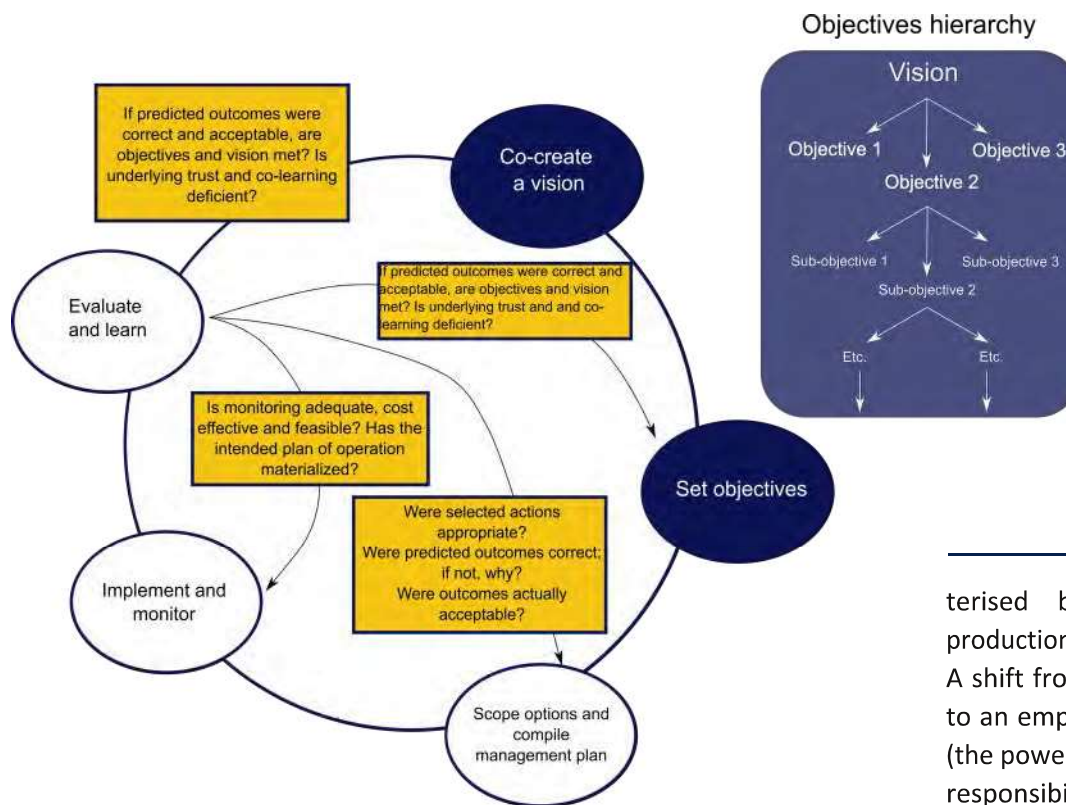 Objectives hierarchy
Vision
Objective 1
Objective 3
Objective 2
Sub-objective 1
Sub-objective 3
Sub-objective 2
Etc.
Etc.
If predicted outcomes were
correct and acceptable, are
objectives and vision met? Is
underlying trust and co-learning
deficient?
Co-create
a vision
If predicted outcomes were correct and
acceptable, are objectives and vision
met? Is underlying trust and and co-
learning deficient?
Evaluate
and learn
Is monitoring adequate, cost
effective and feasible? Has the
intended plan of operation
materialized?
Set objectives
Were selected actions
appropriate?
Were predicted outcomes correct;
if not, why?
Were outcomes actually
acceptable?
Implement and
monitor
Scope options and
compile
management plan
terised b
production
A shift fro
to an emp
(the power
responsibi